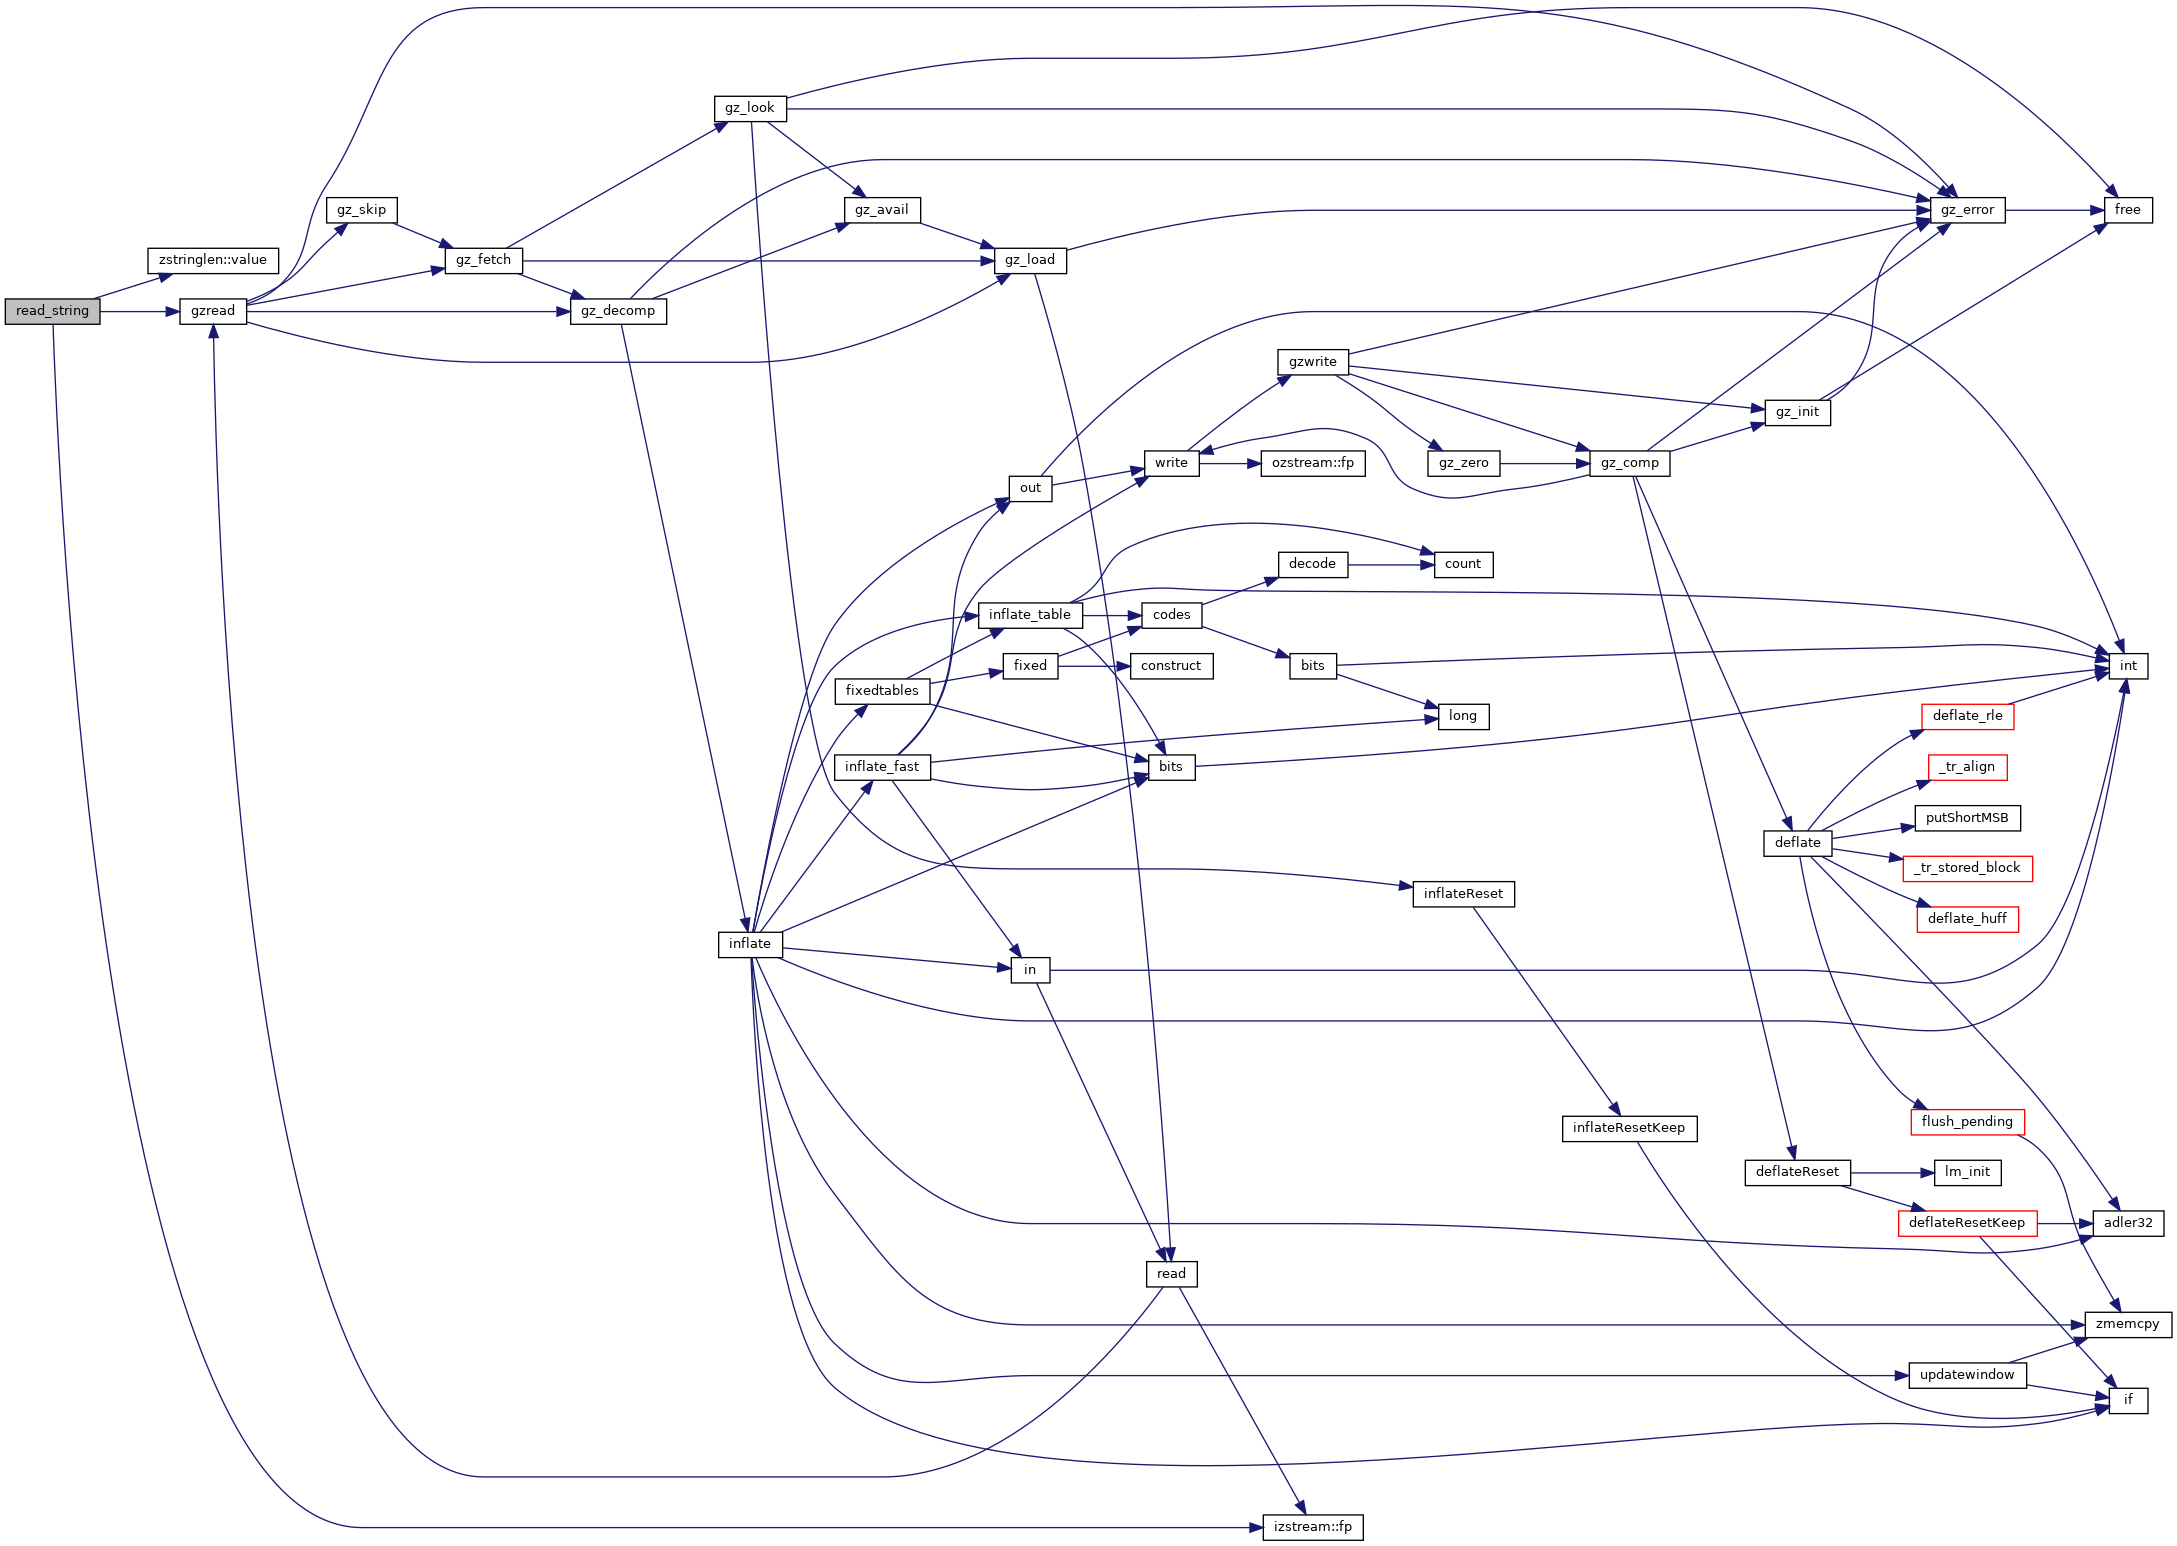 read_string
zstringlen::value
gzread
gz_skip
gz_fetch
gz_decomp
gz_look
gz_avail
gz_load
gz_error
free
gzwrite
gz_init
write
ozstream::fp
gz_zero
gz_comp
out
decode
count
inflate_table
codes
fixed
construct
bits
int
fixedtables
long
deflate_rle
inflate_fast
bits
_tr_align
putShortMSB
deflate
_tr_stored_block
inflateReset
deflate_huff
inflate
in
inflateResetKeep
flush_pending
deflateReset
lm_init
deflateResetKeep
adler32
read
zmemcpy
updatewindow
if
izstream::fp